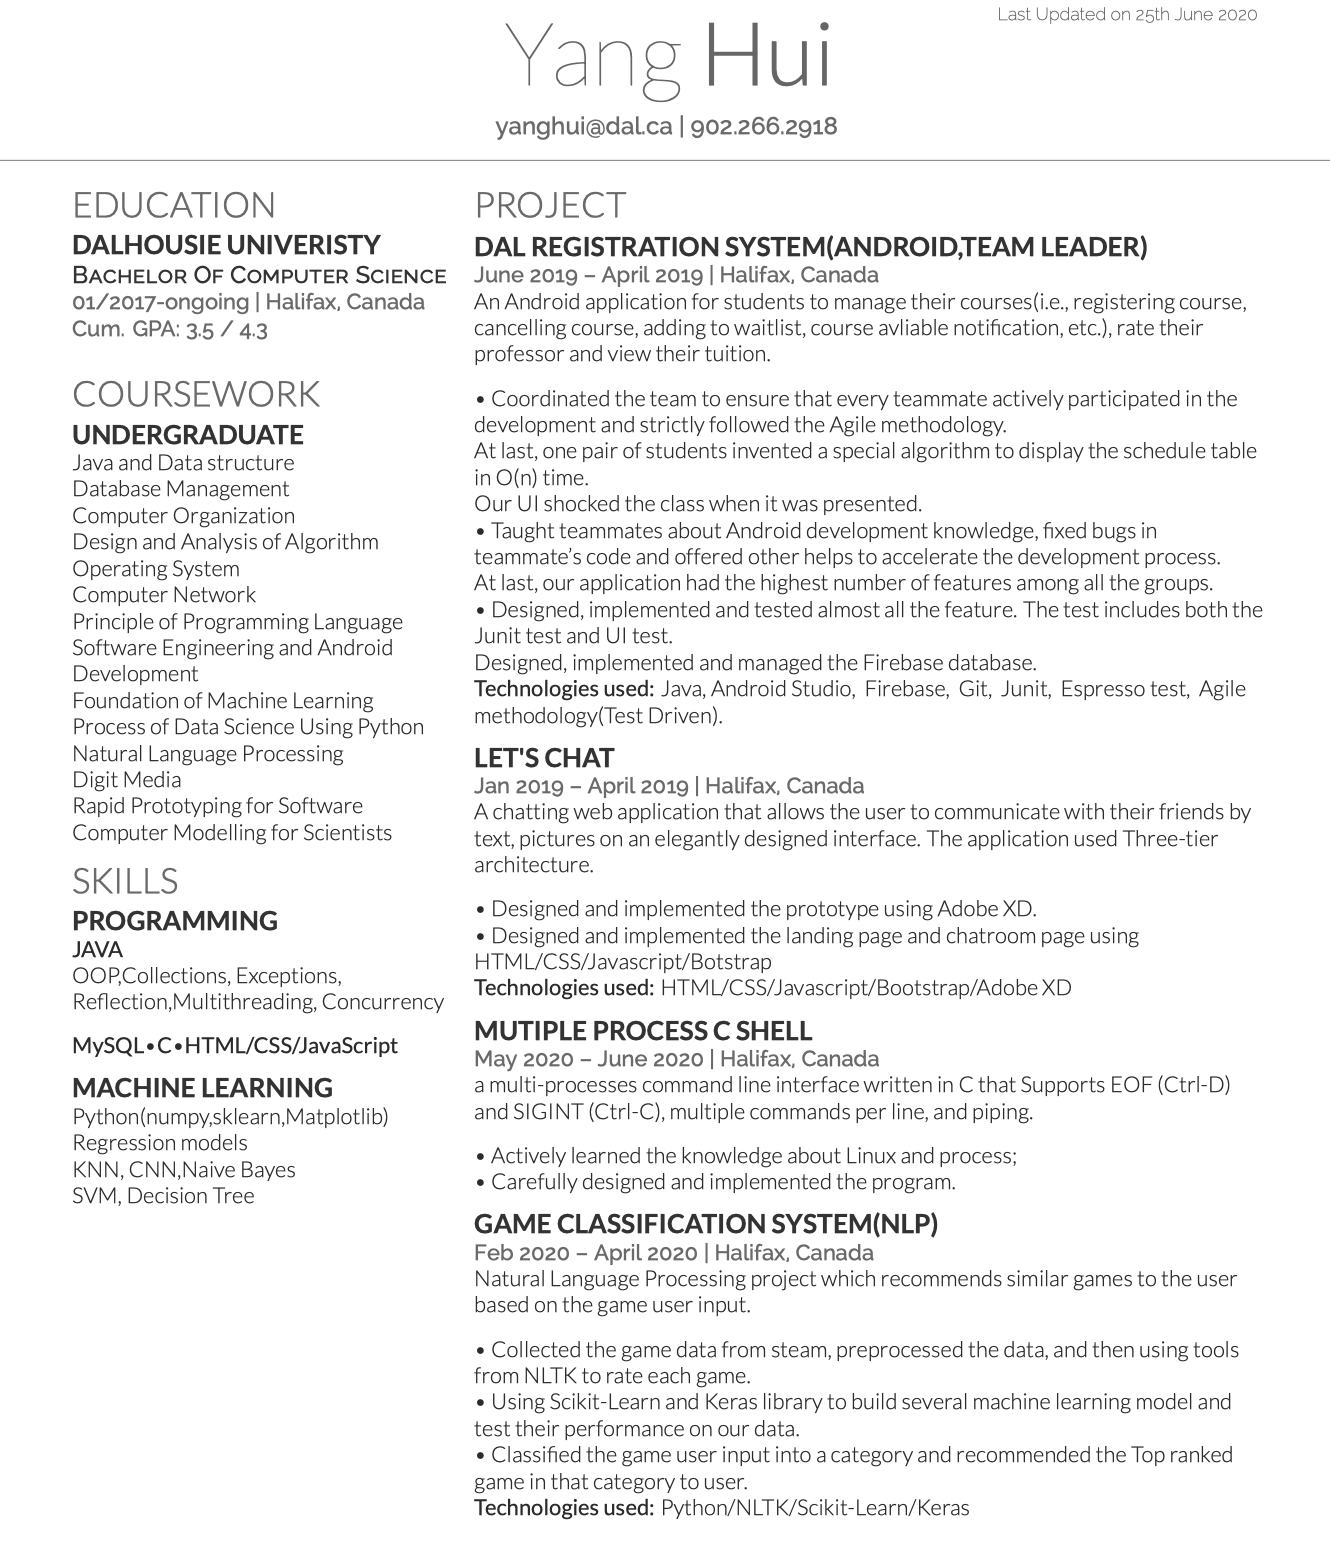 Last Updated on 25th June 2020
Yang Hui
yanghui@dal.ca | 902.266.2918
EDUCATION
DALHOUSIE UNIVERISTY
Bachelor Of Computer Science
01/2017-ongoing | Halifax, Canada
Cum. GPA: 3.5 / 4.3
COURSEWORK
UNDERGRADUATE
Java and Data structure
Database Management
Computer Organization
Design and Analysis of Algorithm
Operating System
Computer Network
Principle of Programming Language
Software Engineering and Android
Development
Foundation of Machine Learning
Process of Data Science Using Python
Natural Language Processing
Digit Media
Rapid Prototyping for Software
Computer Modelling for Scientists
SKILLS
PROGRAMMING
JAVA
OOP,Collections, Exceptions,
Reflection,Multithreading, Concurrency
MySQL•C•HTML/CSS/JavaScript
MACHINE LEARNING
Python(numpy,sklearn,Matplotlib)
Regression models
KNN, CNN,Naive Bayes
SVM, Decision Tree
PROJECT
DAL REGISTRATION SYSTEM(ANDROID,TEAM LEADER)
June 2019 – April 2019 | Halifax, Canada
An Android application for students to manage their courses(i.e., registering course,
cancelling course, adding to waitlist, course avliable notification, etc.), rate their
professor and view their tuition.
• Coordinated the team to ensure that every teammate actively participated in the
development and strictly followed the Agile methodology.
At last, one pair of students invented a special algorithm to display the schedule table
in O(n) time.
Our UI shocked the class when it was presented.
• Taught teammates about Android development knowledge, fixed bugs in
teammate's code and offered other helps to accelerate the development process.
At last, our application had the highest number of features among all the groups.
• Designed, implemented and tested almost all the feature. The test includes both the
Junit test and UI test.
Designed, implemented and managed the Firebase database.
Technologies used: Java, Android Studio, Firebase, Git, Junit, Espresso test, Agile
methodology(Test Driven).
LET'S CHAT
Jan 2019 – April 2019 | Halifax, Canada
A chatting web application that allows the user to communicate with their friends by
text, pictures on an elegantly designed interface. The application used Three-tier
architecture.
• Designed and implemented the prototype using Adobe XD.
• Designed and implemented the landing page and chatroom page using
HTML/CSS/Javascript/Botstrap
Technologies used: HTML/CSS/Javascript/Bootstrap/Adobe XD
MUTIPLE PROCESS C SHELL
May 2020 – June 2020 | Halifax, Canada
a multi-processes command line interface written in C that Supports EOF (Ctrl-D)
and SIGINT (Ctrl-C), multiple commands per line, and piping.
• Actively learned the knowledge about Linux and process;
• Carefully designed and implemented the program.
GAME CLASSIFICATION SYSTEM(NLP)
Feb 2020 – April 2020 | Halifax, Canada
Natural Language Processing project which recommends similar games to the user
based on the game user input.
• Collected the game data from steam, preprocessed the data, and then using tools
from NLTK to rate each game.
• Using Scikit-Learn and Keras library to build several machine learning model and
test their performance on our data.
• Classified the game user input into a category and recommended the Top ranked
game in that category to user.
Technologies used: Python/NLTK/Scikit-Learn/Keras